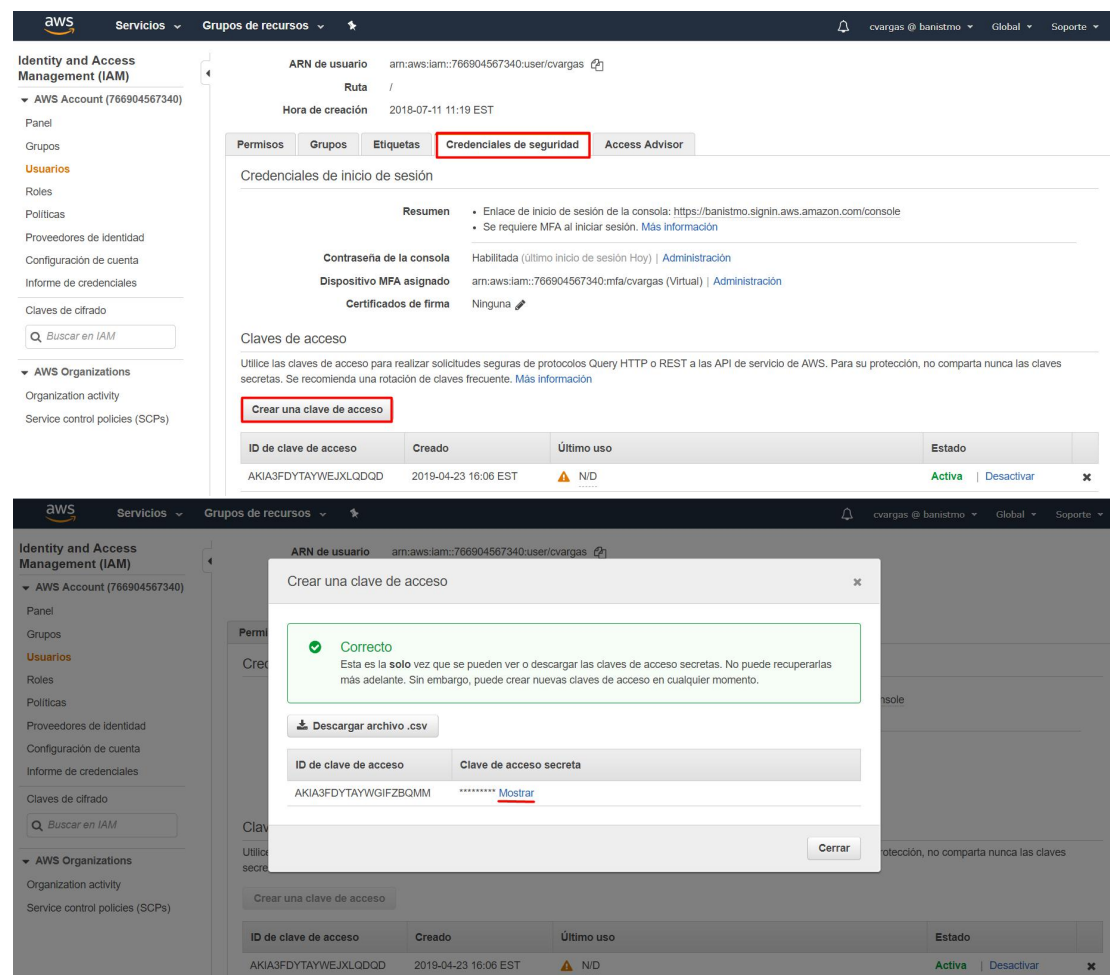 aws Servicios Grupos de recursos cvargas @ banistmo Global Soporte
Identity and Access
Management (IAM)
AWS Account (766904567340)
Panel
Grupos
Usuarios
Roles
Políticas
Proveedores de identidad
Configuración de cuenta
Informe de credenciales
Claves de cifrado
Buscar en IAM
AWS Organizations
Organization activity
Service control policies (SCPs)
ARN de usuario arn:aws:iam::766904567340:user/cvargas
Ruta /
Hora de creación 2018-07-11 11:19 EST
Permisos Grupos Etiquetas Credenciales de seguridad Access Advisor
Credenciales de inicio de sesión
Resumen • Enlace de inicio de sesión de la consola: https://banistmo.signin.aws.amazon.com/console
• Se requiere MFA al iniciar sesión. Más información
Contraseña de la consola Habilitada (último inicio de sesión Hoy) | Administración
Dispositivo MFA asignado arn:aws:iam::766904567340:mfa/cvargas (Virtual) | Administración
Certificados de firma Ninguna
Claves de acceso
Utilice las claves de acceso para realizar solicitudes seguras de protocolos Query HTTP o REST a las API de servicio de AWS. Para su protección, no comparta nunca las claves
secretas. Se recomienda una rotación de claves frecuente. Más información
Crear una clave de acceso
ID de clave de acceso Creado Último uso Estado
AKIA3FDYTAYWEJXLQDQD 2019-04-23 16:06 EST N/D Activa | Desactivar
aws Servicios Grupos de recursos cvargas @ banistmo Global Soporte
Identity and Access
Management (IAM)
AWS Account (766904567340)
Panel
Grupos
Usuarios
Roles
Políticas
Proveedores de identidad
Configuración de cuenta
Informe de credenciales
Claves de cifrado
Buscar en IAM
AWS Organizations
Organization activity
Service control policies (SCPs)
ARN de usuario arn:aws:iam::766904567340:user/cvargas
Permi
Cred
nsole
Crear una clave de acceso
Correcto
Esta es la solo vez que se pueden ver o descargar las claves de acceso secretas. No puede recuperarlas
más adelante. Sin embargo, puede crear nuevas claves de acceso en cualquier momento.
Descargar archivo .csv
ID de clave de acceso Clave de acceso secreta
AKIA3FDYTAYWGIFZBQMM ********* Mostrar
Cerrar
Clav
Utilice rotección, no comparta nunca las claves
secre
Crear una clave de acceso
ID de clave de acceso Creado Último uso Estado
AKIA3FDYTAYWEJXLQDQD 2019-04-23 16:06 EST N/D Activa | Desactivar